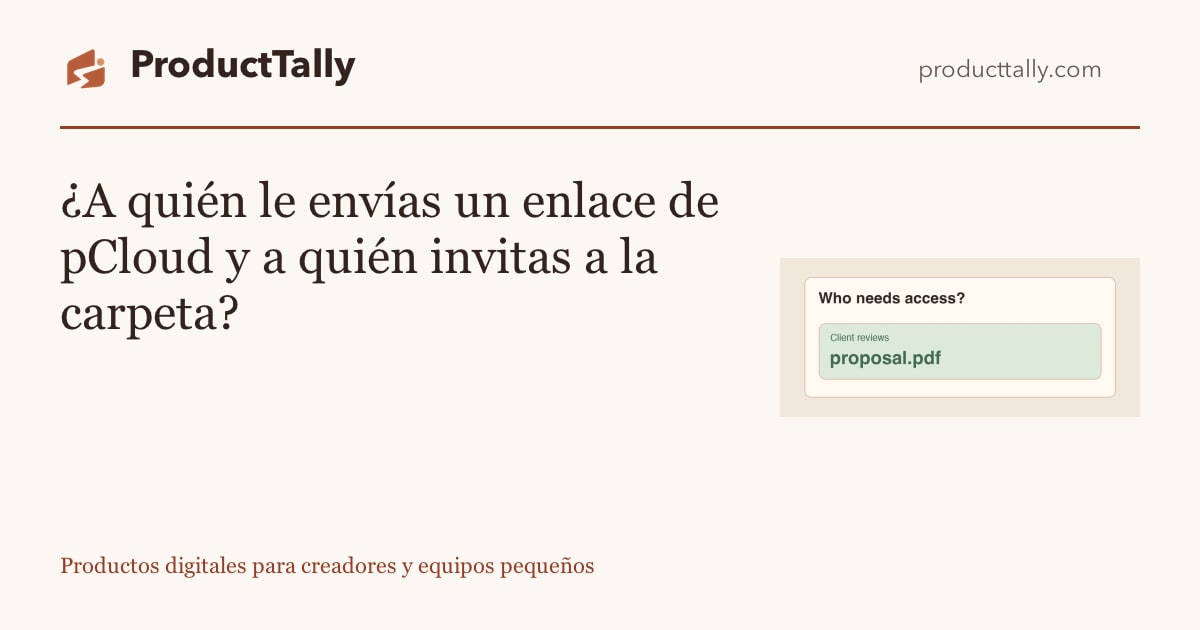 ProductTally
producttally.com
¿A quién le envías un enlace de
pCloud y a quién invitas a la
carpeta?
Who needs access?
Client reviews
proposal.pdf
Productos digitales para creadores y equipos pequeños